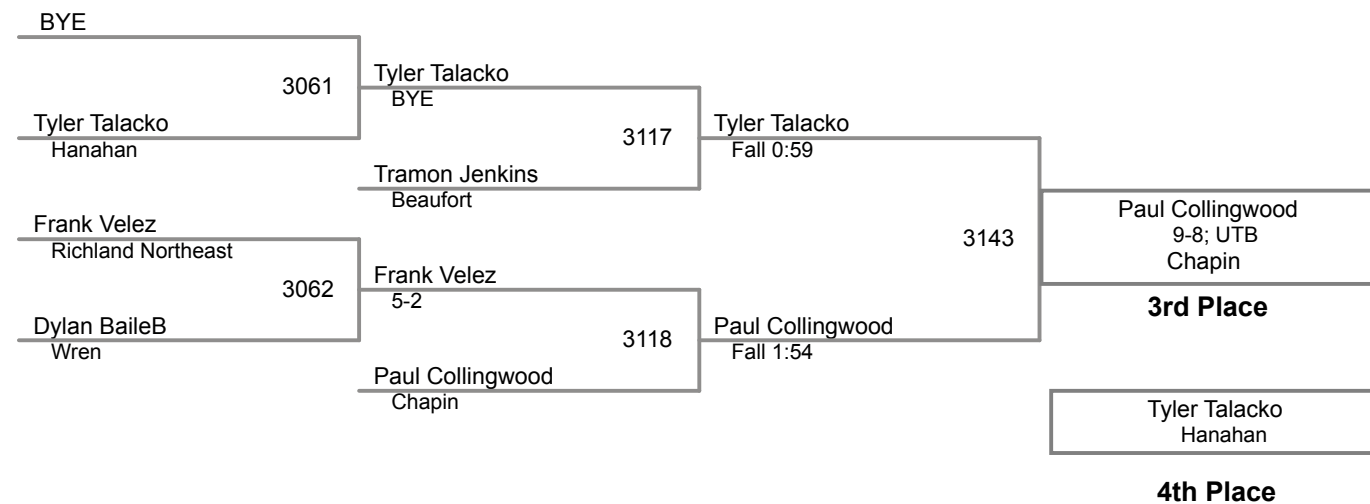 BYE
3061
Tyler Talacko
Hanahan
Tyler Talacko
BYE
3117
Tramon Jenkins
Beaufort
Tyler Talacko
Fall 0:59
Frank Velez
Richland Northeast
3062
Dylan BaileB
Wren
Frank Velez
5-2
3118
Paul Collingwood
Chapin
Paul Collingwood
Fall 1:54
3143
Paul Collingwood
9-8; UTB
Chapin
3rd Place
Tyler Talacko
Hanahan
4th Place